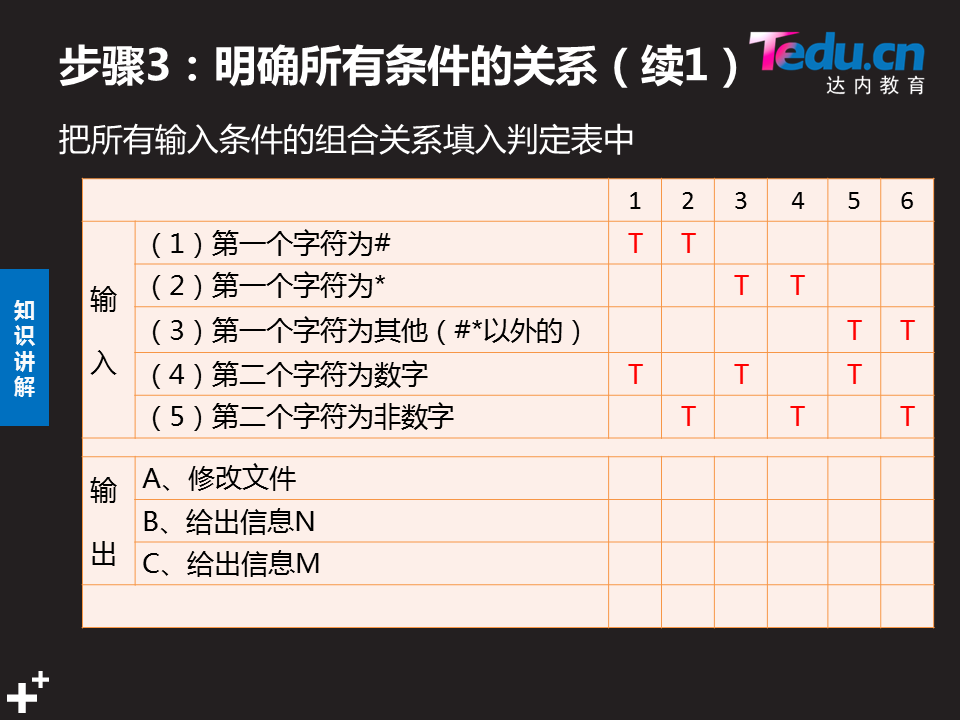 步骤3：明确所有条件的关系（续1）
Tedu.cn
达内教育
把所有输入条件的组合关系填入判定表中
知识讲解
1 2 3 4 5 6
输入
（1）第一个字符为# T T
（2）第一个字符为* T T
（3）第一个字符为其他（#*以外的） T T
（4）第二个字符为数字 T T T
（5）第二个字符为非数字 T T T
输出
A、修改文件
B、给出信息N
C、给出信息M